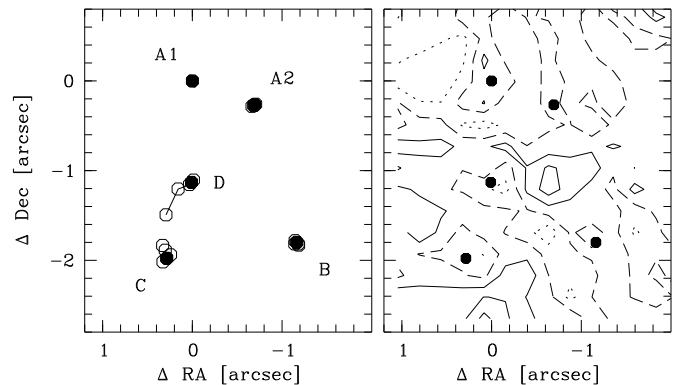 A1
A2
D
C
B
0
−1
−2
Δ Dec [arcsec]
1 0 −1 1 0 −1
Δ RA [arcsec] Δ RA [arcsec]